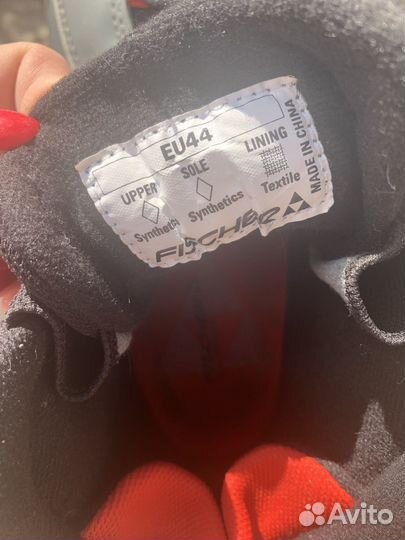 EU44
UPPER SOLE LINING
Synthetics Synthetics Textile
FISCHER
MADE IN CHINA
Avito